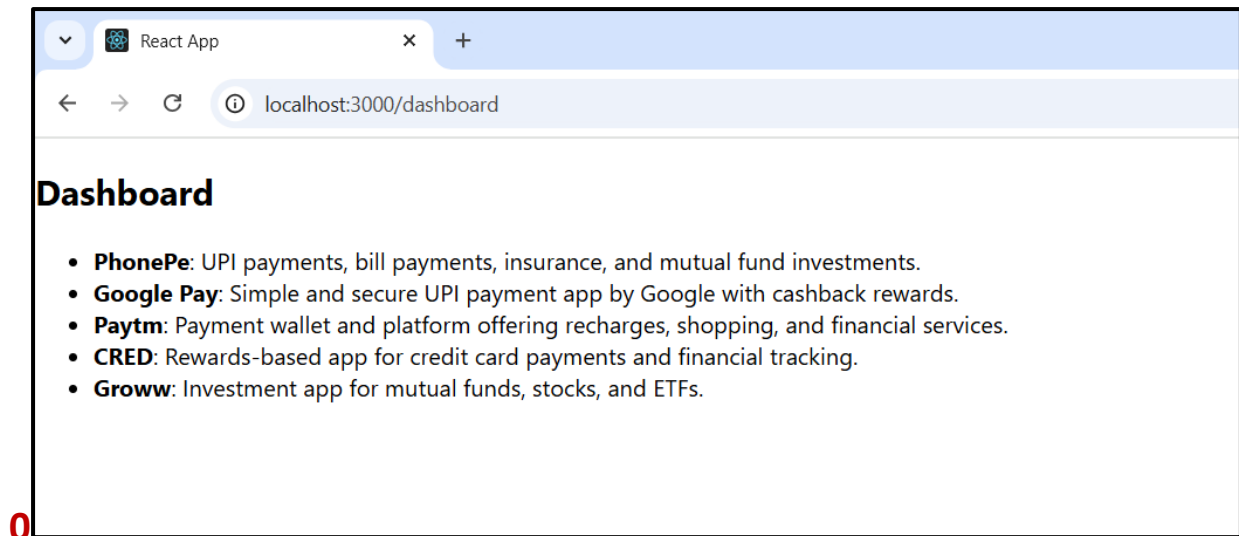 React App
localhost:3000/dashboard
Dashboard
• PhonePe: UPI payments, bill payments, insurance, and mutual fund investments.
• Google Pay: Simple and secure UPI payment app by Google with cashback rewards.
• Paytm: Payment wallet and platform offering recharges, shopping, and financial services.
• CRED: Rewards-based app for credit card payments and financial tracking.
• Groww: Investment app for mutual funds, stocks, and ETFs.
0